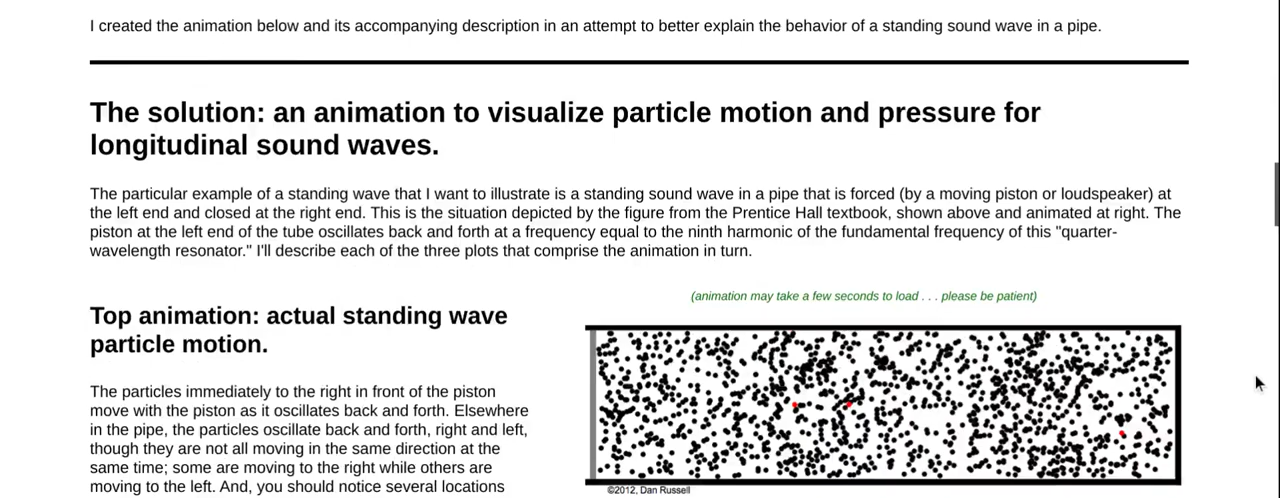 I created the animation below and its accompanying description in an attempt to better explain the behavior of a standing sound wave in a pipe.
The solution: an animation to visualize particle motion and pressure for
longitudinal sound waves.
The particular example of a standing wave that I want to illustrate is a standing sound wave in a pipe that is forced (by a moving piston or loudspeaker) at
the left end and closed at the right end. This is the situation depicted by the figure from the Prentice Hall textbook, shown above and animated at right. The
piston at the left end of the tube oscillates back and forth at a frequency equal to the ninth harmonic of the fundamental frequency of this "quarter-
wavelength resonator." I'll describe each of the three plots that comprise the animation in turn.
Top animation: actual standing wave
particle motion.
The particles immediately to the right in front of the piston
move with the piston as it oscillates back and forth. Elsewhere
in the pipe, the particles oscillate back and forth, right and left,
though they are not all moving in the same direction at the
same time; some are moving to the right while others are
moving to the left. And, you should notice several locations
(animation may take a few seconds to load . . . please be patient)
©2012, Dan Russell